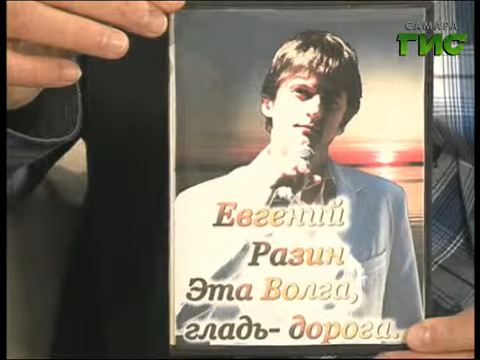 САМАРА
ГИС
Евгений
Разин
Эта Волга,
гладь- дорога.